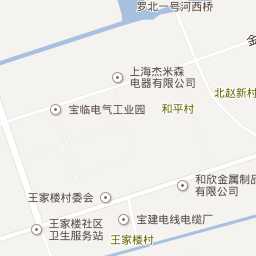 罗北一号河西桥
金
上海杰米森
电器有限公司
北赵新村
宝临电气工业园
和平村
和欣金属制品
有限公司
王家楼村委会
王家楼社区
卫生服务站
宝建电线电缆厂
王家楼村